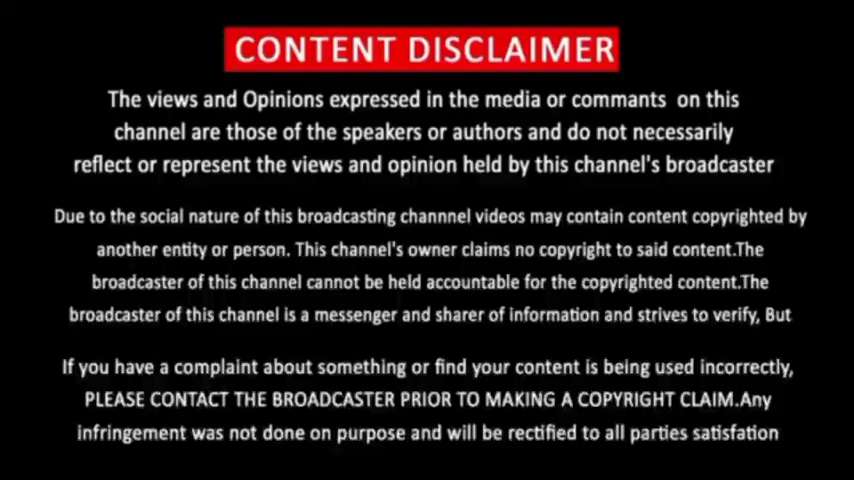 CONTENT DISCLAIMER
The views and Opinions expressed in the media or commants on this
channel are those of the speakers or authors and do not necessarily
reflect or represent the views and opinion held by this channel's broadcaster
Due to the social nature of this broadcasting channnel videos may contain content copyrighted by
another entity or person. This channel's owner claims no copyright to said content.The
broadcaster of this channel cannot be held accountable for the copyrighted content.The
broadcaster of this channel is a messenger and sharer of information and strives to verify, But
If you have a complaint about something or find your content is being used incorrectly,
PLEASE CONTACT THE BROADCASTER PRIOR TO MAKING A COPYRIGHT CLAIM.Any
infringement was not done on purpose and will be rectified to all parties satisfation